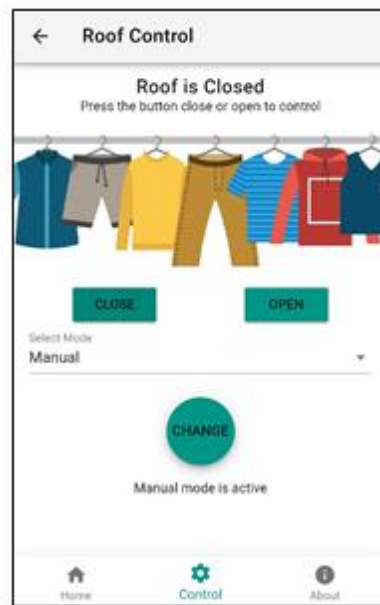 Roof Control
Roof is Closed
Press the button close or open to control
CLOSE
OPEN
Select Mode
Manual
CHANGE
Manual mode is active
Home
Control
About